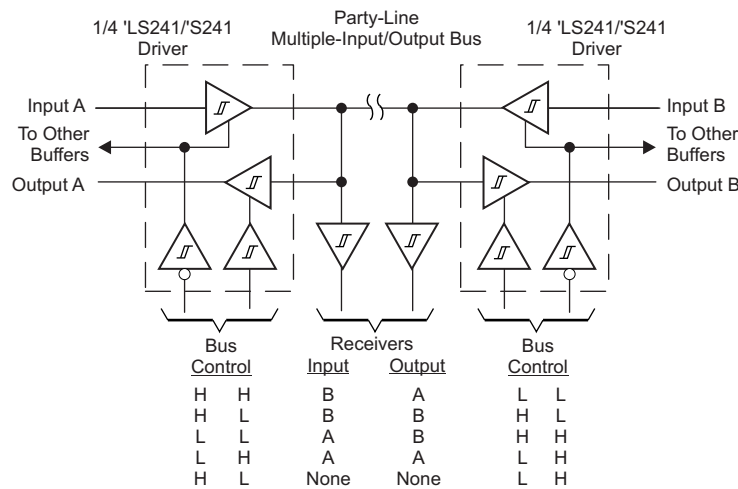 1/4 'LS241/'S241
Driver
Party-Line
Multiple-Input/Output Bus
1/4 'LS241/'S241
Driver
Input A
Input B
To Other
Buffers
To Other
Buffers
Output A
Output B
Bus
Control
Receivers
Input Output
Bus
Control
H H B A L L
H L B B H L
L L A B H H
L H A A L H
H L None None L H